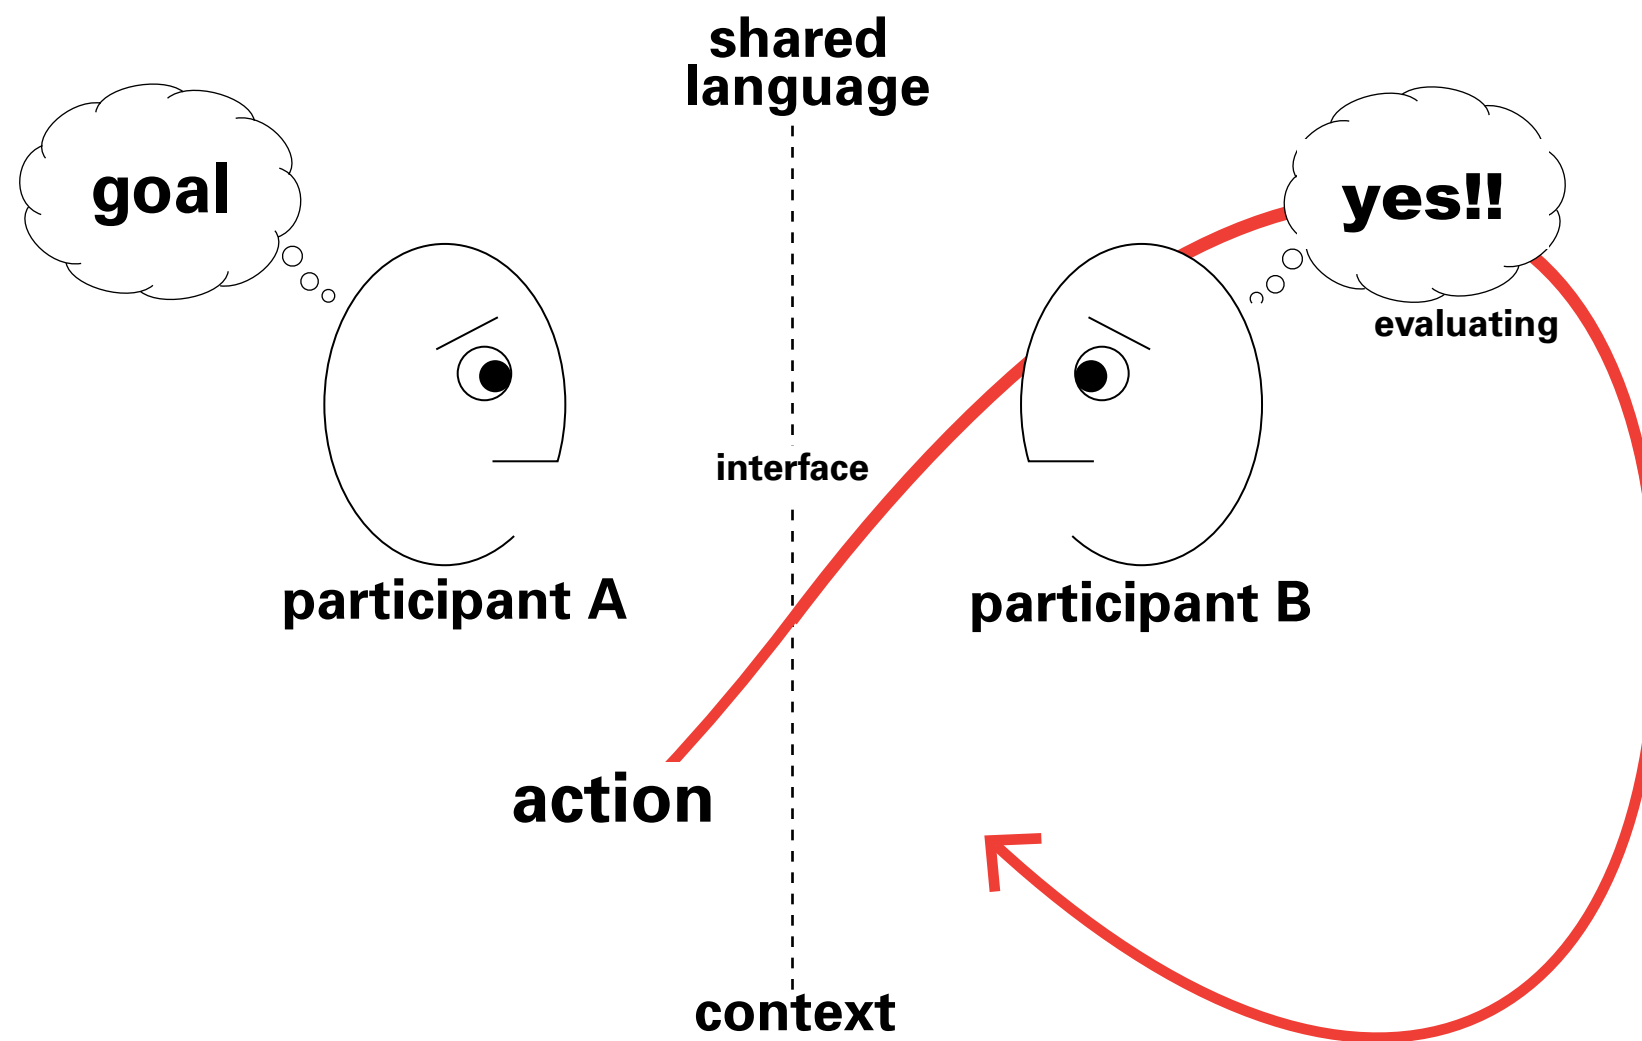 shared
language
goal
yes!!
evaluating
interface
participant A
participant B
action
context